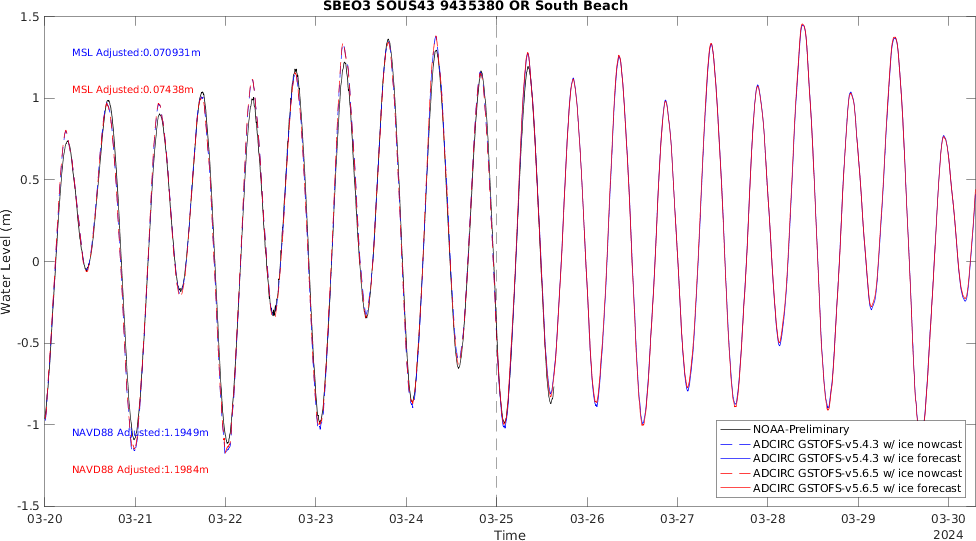 SBEO3 SOUS43 9435380 OR South Beach
1.5
MSL Adjusted:0.070931m
1
MSL Adjusted:0.07438m
0.5
Water Level (m)
0
-0.5
-1
NAVD88 Adjusted:1.1949m
NAVD88 Adjusted:1.1984m
-1.5
NOAA-Preliminary
ADCIRC GSTOFS-v5.4.3 w/ ice nowcast
ADCIRC GSTOFS-v5.4.3 w/ ice forecast
ADCIRC GSTOFS-v5.6.5 w/ ice nowcast
ADCIRC GSTOFS-v5.6.5 w/ ice forecast
03-20 03-21 03-22 03-23 03-24 03-25 03-26 03-27 03-28 03-29 03-30
Time
2024